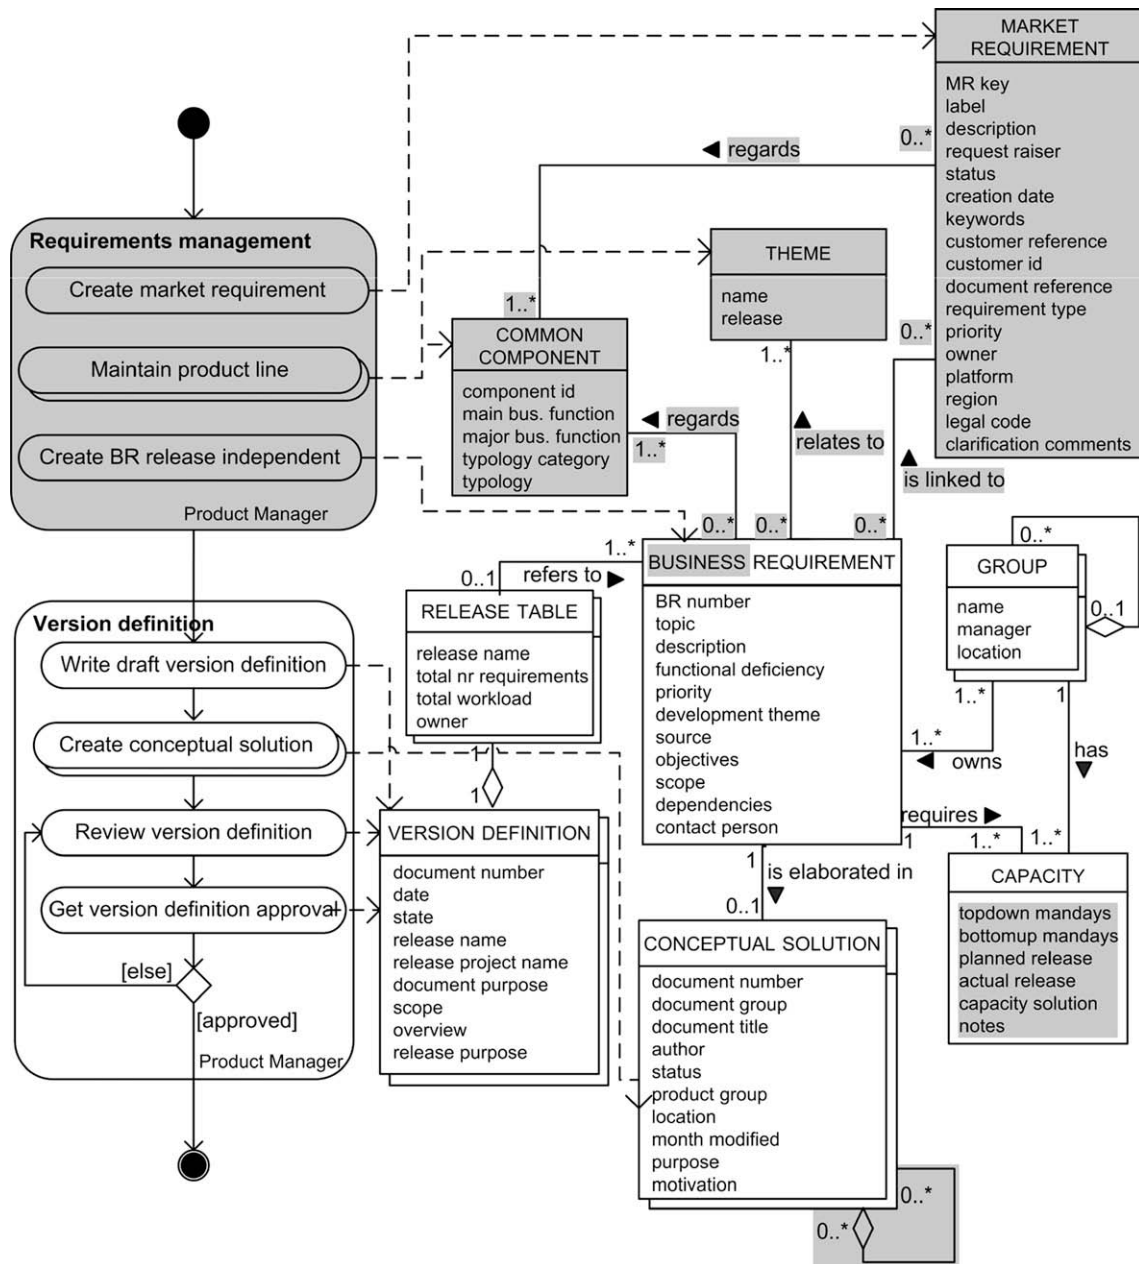 MARKET
REQUIREMENT
MR key
label
description
request raiser
status
creation date
keywords
customer reference
customer id
document reference
requirement type
priority
owner
platform
region
legal code
clarification comments
0..*
◄ regards
Requirements management
Create market requirement
Maintain product line
Create BR release independent
Product Manager
THEME
name
release
1..*
1..*
COMMON
COMPONENT
component id
main bus. function
major bus. function
typology category
typology
◄ regards
1..*
▲
relates to
0..*
▲
is linked to
0..*
0..*
0..*
1..*
0..1
refers to ►
BUSINESS REQUIREMENT
BR number
topic
description
functional deficiency
priority
development theme
source
objectives
scope
dependencies
contact person
0..*
GROUP
name
manager
location
0..1
1..*
1
1..*
◄ owns
has
▼
requires ►
1
1..*
1..*
RELEASE TABLE
release name
total nr requirements
total workload
owner
1
1
Version definition
Write draft version definition
Create conceptual solution
Review version definition
Get version definition approval
[else]
[approved]
Product Manager
VERSION DEFINITION
document number
date
state
release name
release project name
document purpose
scope
overview
release purpose
1
is elaborated in
▼
0..1
CAPACITY
topdown mandays
bottomup mandays
planned release
actual release
capacity solution
notes
CONCEPTUAL SOLUTION
document number
document group
document title
author
status
product group
location
month modified
purpose
motivation
0..*
0..*